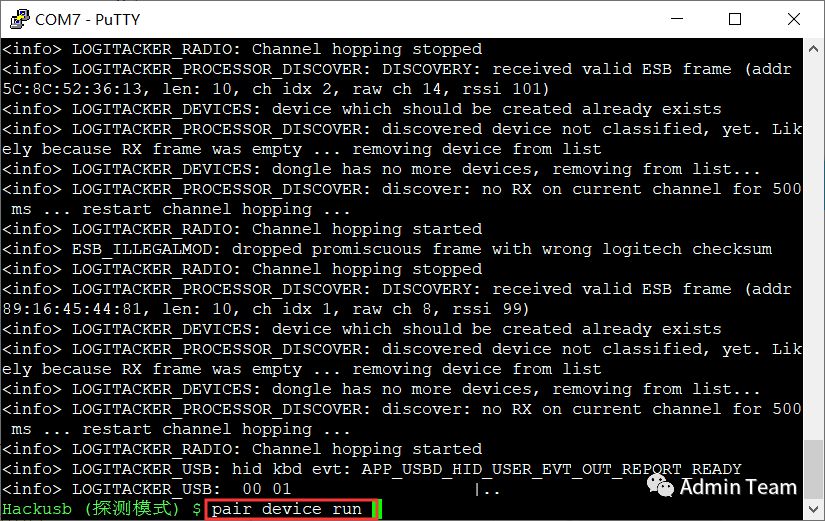 COM7 - PuTTY
<info> LOGITACKER_RADIO: Channel hopping stopped
<info> LOGITACKER_PROCESSOR_DISCOVER: DISCOVERY: received valid ESB frame (addr
5C:8C:52:36:13, len: 10, ch idx 2, raw ch 14, rssi 101)
<info> LOGITACKER_DEVICES: device which should be created already exists
<info> LOGITACKER_PROCESSOR_DISCOVER: discovered device not classified, yet. Lik
ely because RX frame was empty ... removing device from list
<info> LOGITACKER_DEVICES: dongle has no more devices, removing from list...
<info> LOGITACKER_PROCESSOR_DISCOVER: discover: no RX on current channel for 500
 ms ... restart channel hopping ...
<info> LOGITACKER_RADIO: Channel hopping started
<info> ESB_ILLEGALMOD: dropped promiscuous frame with wrong logitech checksum
<info> LOGITACKER_RADIO: Channel hopping stopped
<info> LOGITACKER_PROCESSOR_DISCOVER: DISCOVERY: received valid ESB frame (addr
89:16:45:44:81, len: 10, ch idx 1, raw ch 8, rssi 99)
<info> LOGITACKER_DEVICES: device which should be created already exists
<info> LOGITACKER_PROCESSOR_DISCOVER: discovered device not classified, yet. Lik
ely because RX frame was empty ... removing device from list
<info> LOGITACKER_DEVICES: dongle has no more devices, removing from list...
<info> LOGITACKER_PROCESSOR_DISCOVER: discover: no RX on current channel for 500
 ms ... restart channel hopping ...
<info> LOGITACKER_RADIO: Channel hopping started
<info> LOGITACKER_USB: hid kbd evt: APP_USBD_HID_USER_EVT_OUT_REPORT_READY
<info> LOGITACKER_USB:  00 01                  |..
Admin Team
Hackusb (探测模式) $ pair device run